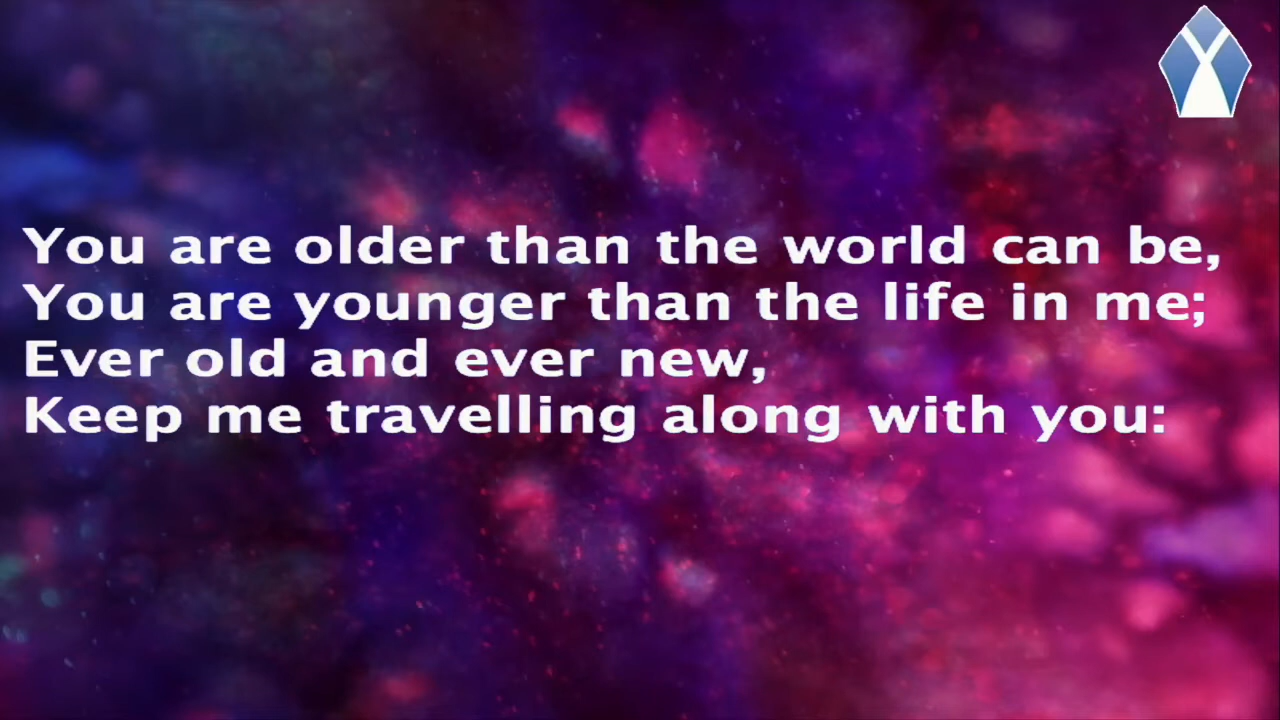 You are older than the world can be,
You are younger than the life in me;
Ever old and ever new,
Keep me travelling along with you: